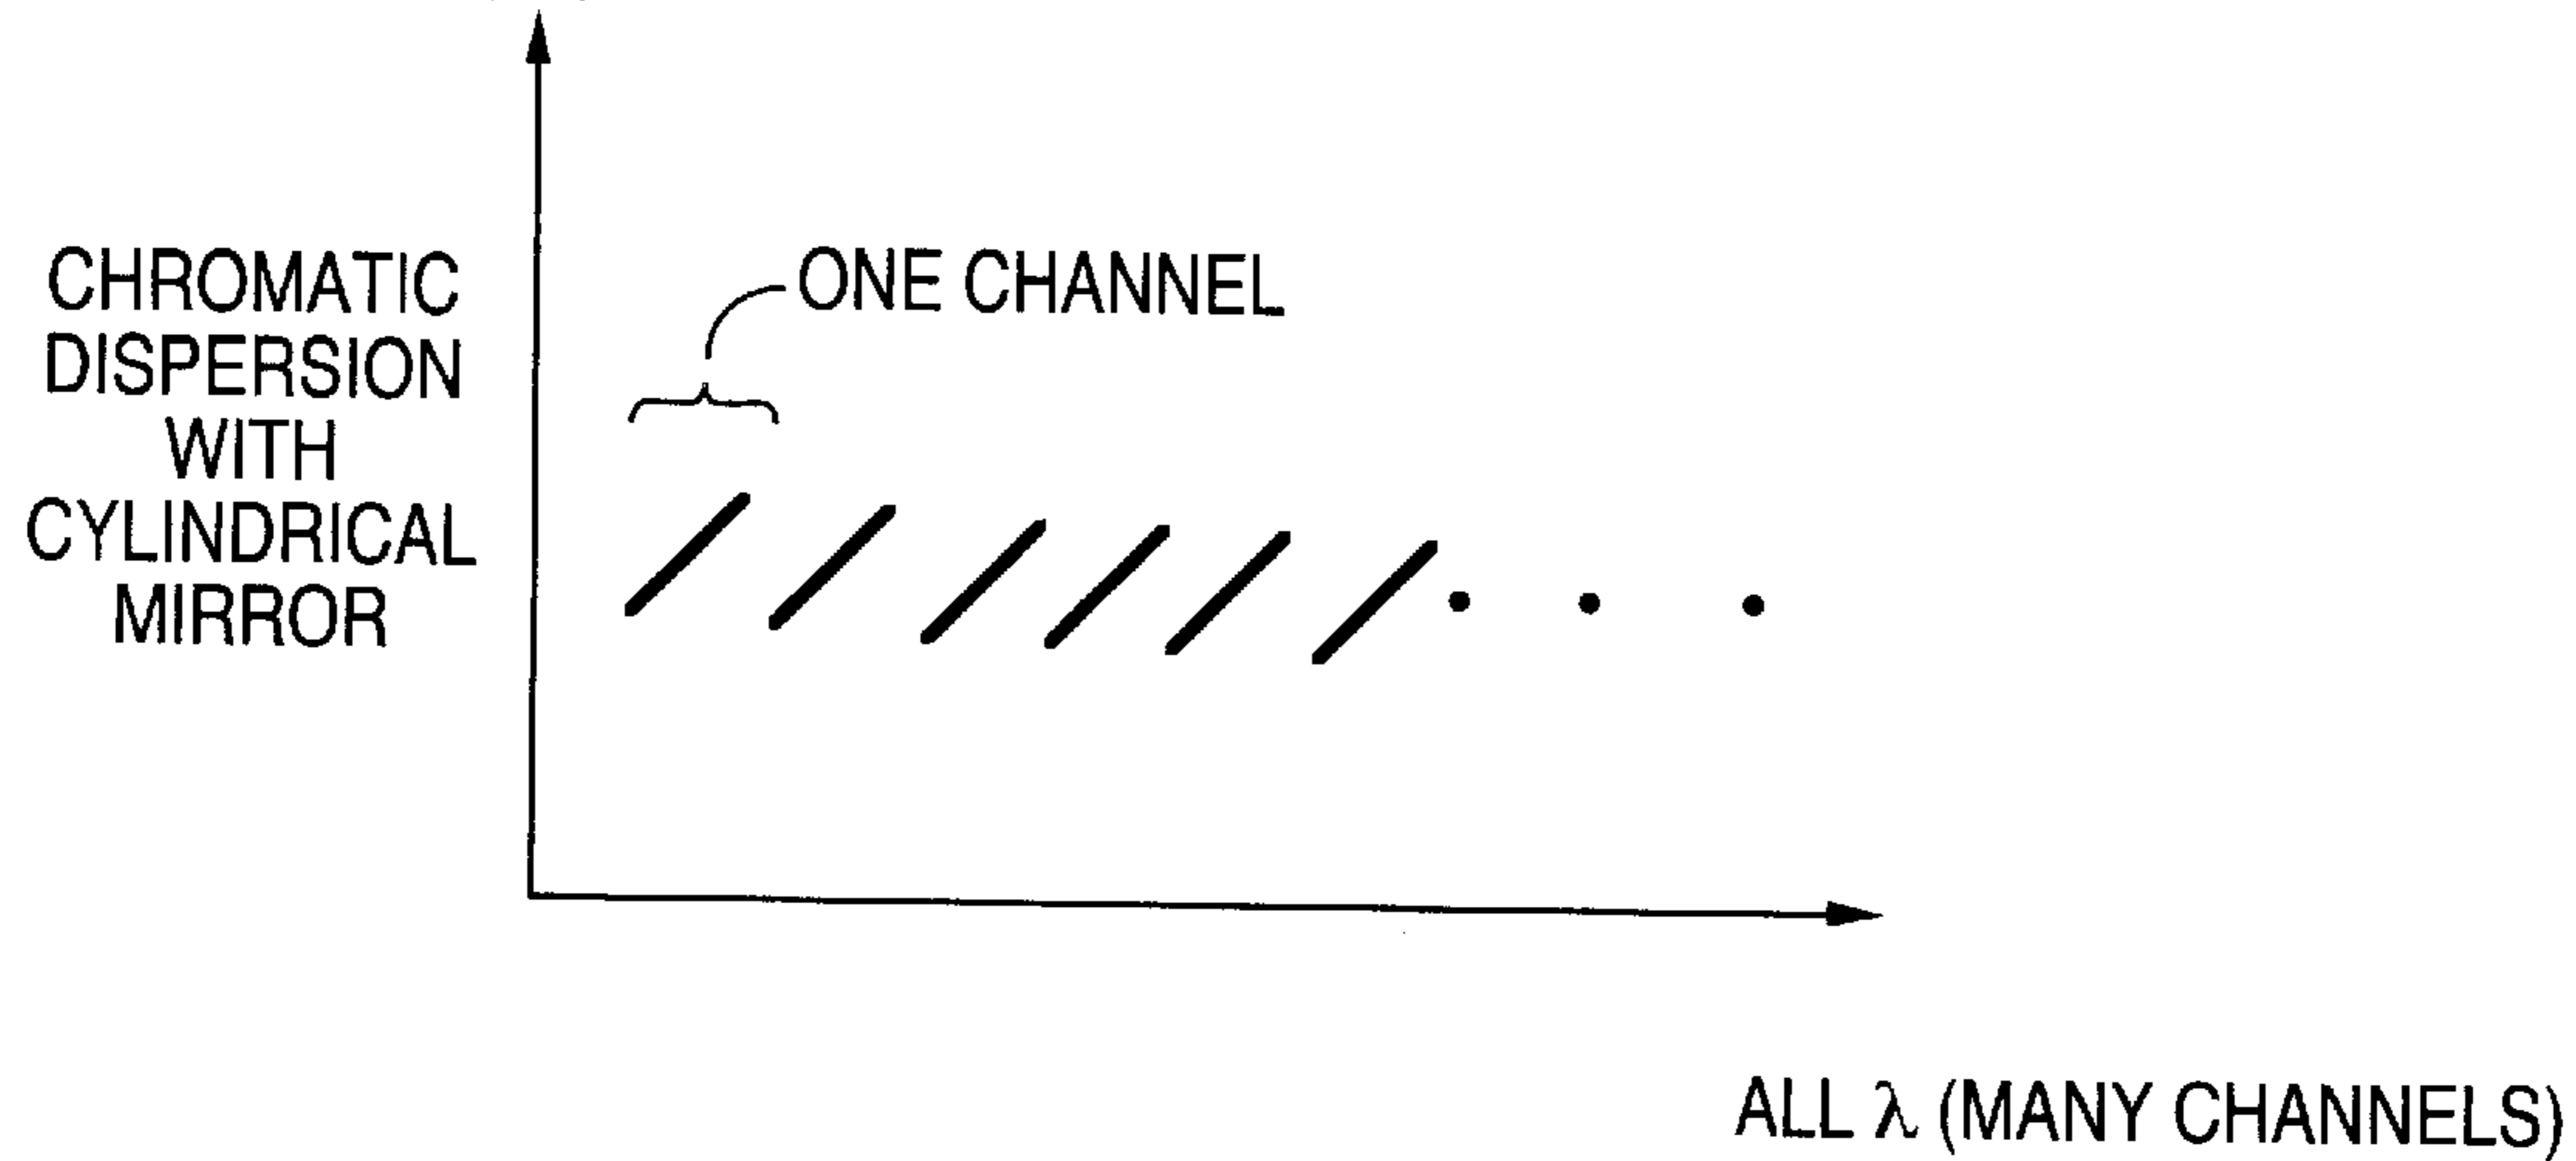 CHROMATIC
DISPERSION
WITH
CYLINDRICAL
MIRROR
ONE CHANNEL
ALL λ (MANY CHANNELS)